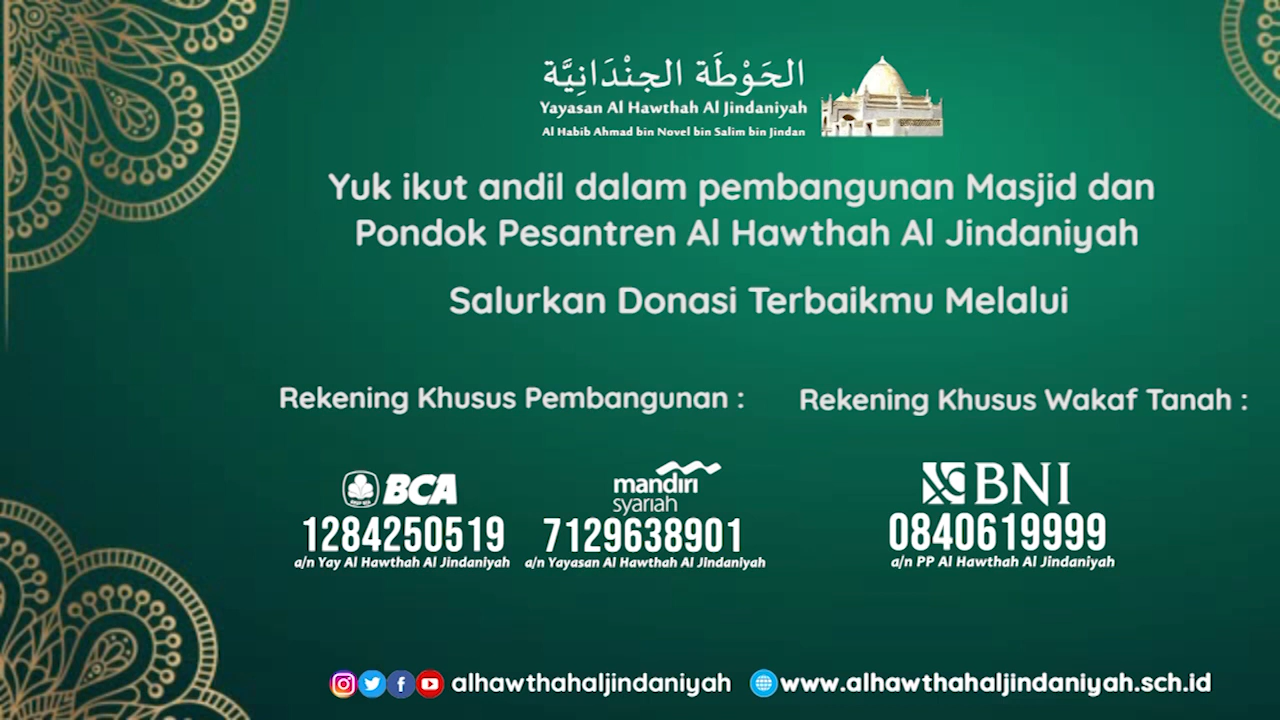 الحَوْطَة الجِنْدَانِيَّة
Yayasan Al Hawthah Al Jindaniyah
Al Habib Ahmad bin Novel bin Salim bin Jindan
Yuk ikut andil dalam pembangunan Masjid dan
Pondok Pesantren Al Hawthah Al Jindaniyah
Salurkan Donasi Terbaikmu Melalui
Rekening Khusus Pembangunan :
BCA
1284250519
a/n Yay Al Hawthah Al Jindaniyah
mandiri
syariah
7129638901
a/n Yayasan Al Hawthah Al Jindaniyah
Rekening Khusus Wakaf Tanah :
BNI
0840619999
a/n PP Al Hawthah Al Jindaniyah
alhawthahaljindaniyah
www.alhawthahaljindaniyah.sch.id